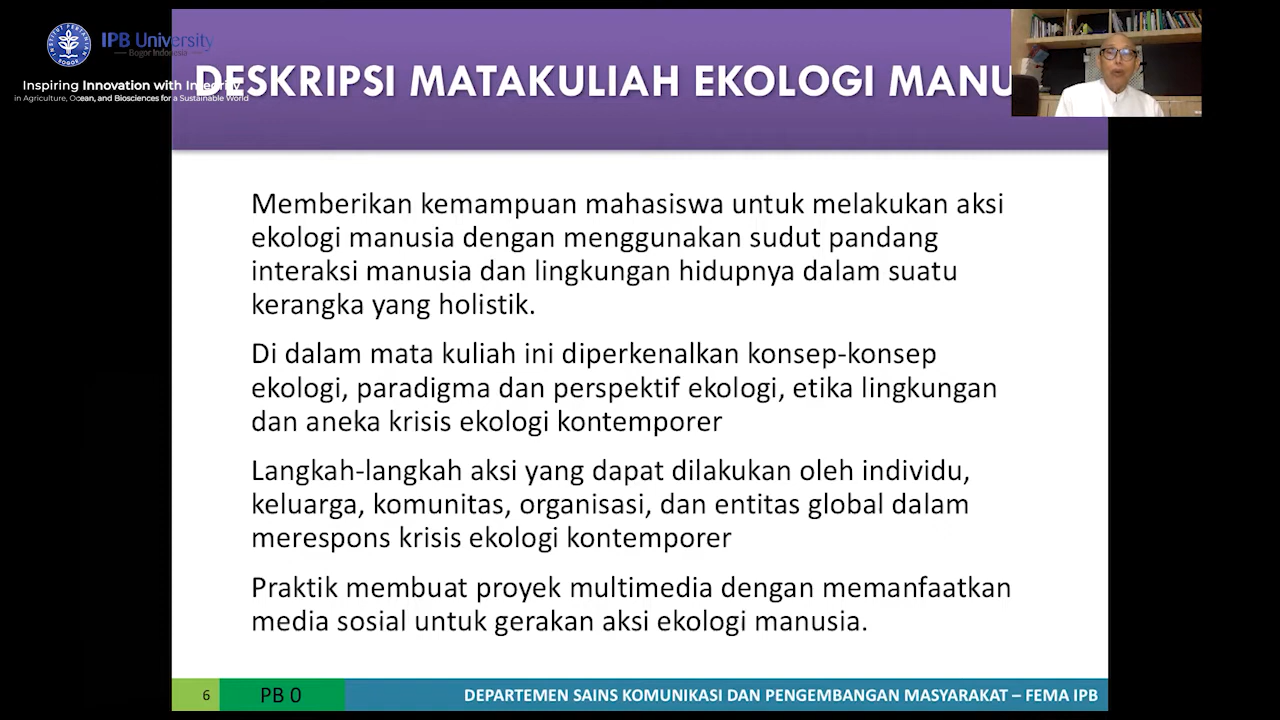 IPB University
Bogor Indonesia
Inspiring Innovation with Integrity
in Agriculture, Ocean, and Biosciences for a Sustainable World
DESKRIPSI MATAKULIAH EKOLOGI MANU
Memberikan kemampuan mahasiswa untuk melakukan aksi
ekologi manusia dengan menggunakan sudut pandang
interaksi manusia dan lingkungan hidupnya dalam suatu
kerangka yang holistik.
Di dalam mata kuliah ini diperkenalkan konsep-konsep
ekologi, paradigma dan perspektif ekologi, etika lingkungan
dan aneka krisis ekologi kontemporer
Langkah-langkah aksi yang dapat dilakukan oleh individu,
keluarga, komunitas, organisasi, dan entitas global dalam
merespons krisis ekologi kontemporer
Praktik membuat proyek multimedia dengan memanfaatkan
media sosial untuk gerakan aksi ekologi manusia.
6 PB 0 DEPARTEMEN SAINS KOMUNIKASI DAN PENGEMBANGAN MASYARAKAT – FEMA IPB